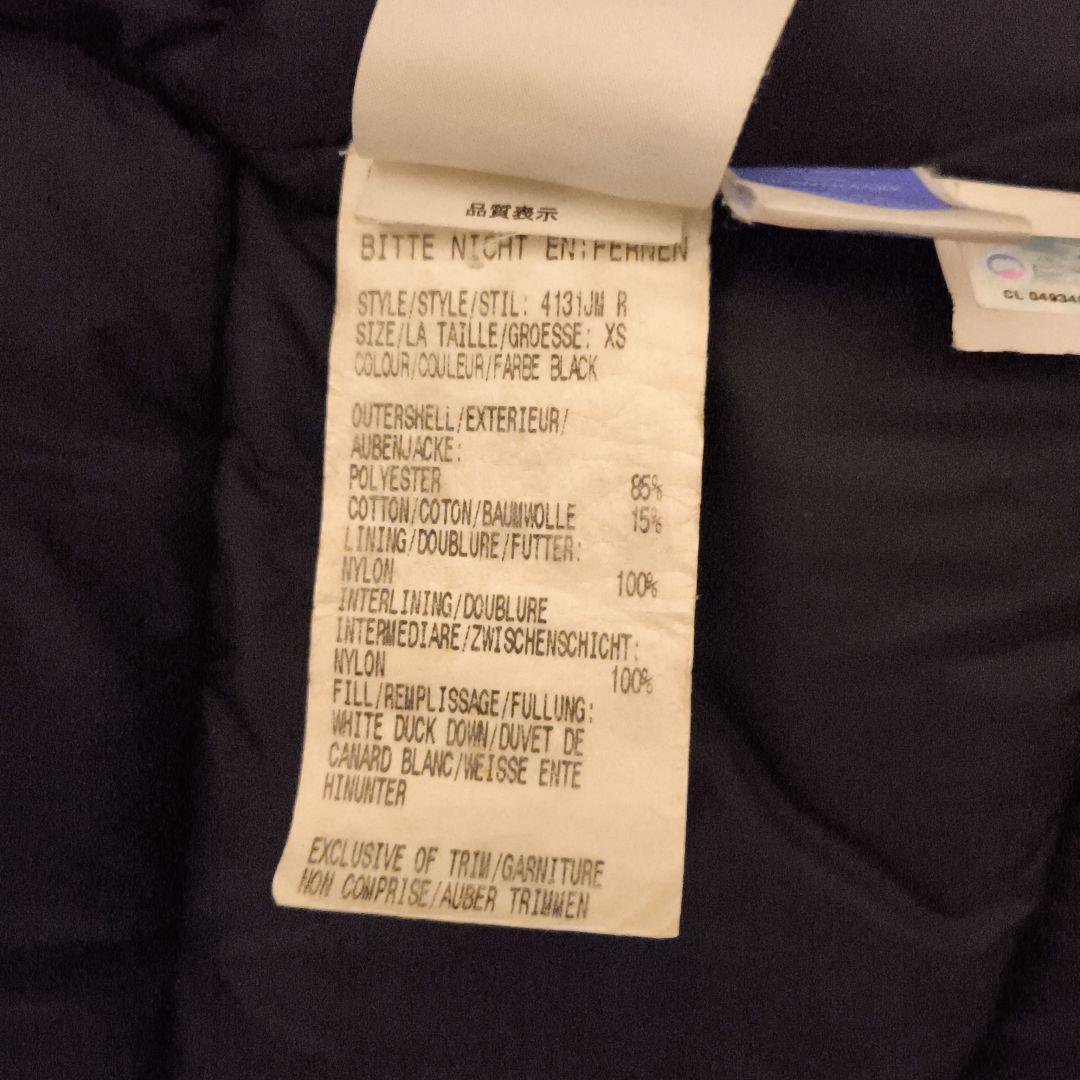 品質表示
BITTE NICHT ENTFERNEN
STYLE/STYLE/STIL: 4131JM R
SIZE/LA TAILLE/GROESSE: XS
COLOUR/COULEUR/FARBE BLACK
OUTERSHELL/EXTERIEUR/
AUBENJACKE:
POLYESTER 85%
COTTON/COTON/BAUMWOLLE 15%
LINING/DOUBLURE/FUTTER:
NYLON 100%
INTERLINING/DOUBLURE
INTERMEDIARE/ZWISCHENSCHICHT:
NYLON 100%
FILL/REMPLISSAGE/FULLUNG:
WHITE DUCK DOWN/DUVET DE
CANARD BLANC/WEISSE ENTE
HINUNTER
EXCLUSIVE OF TRIM/GARNITURE
NON COMPRISE/AUBER TRIMMEN
CL